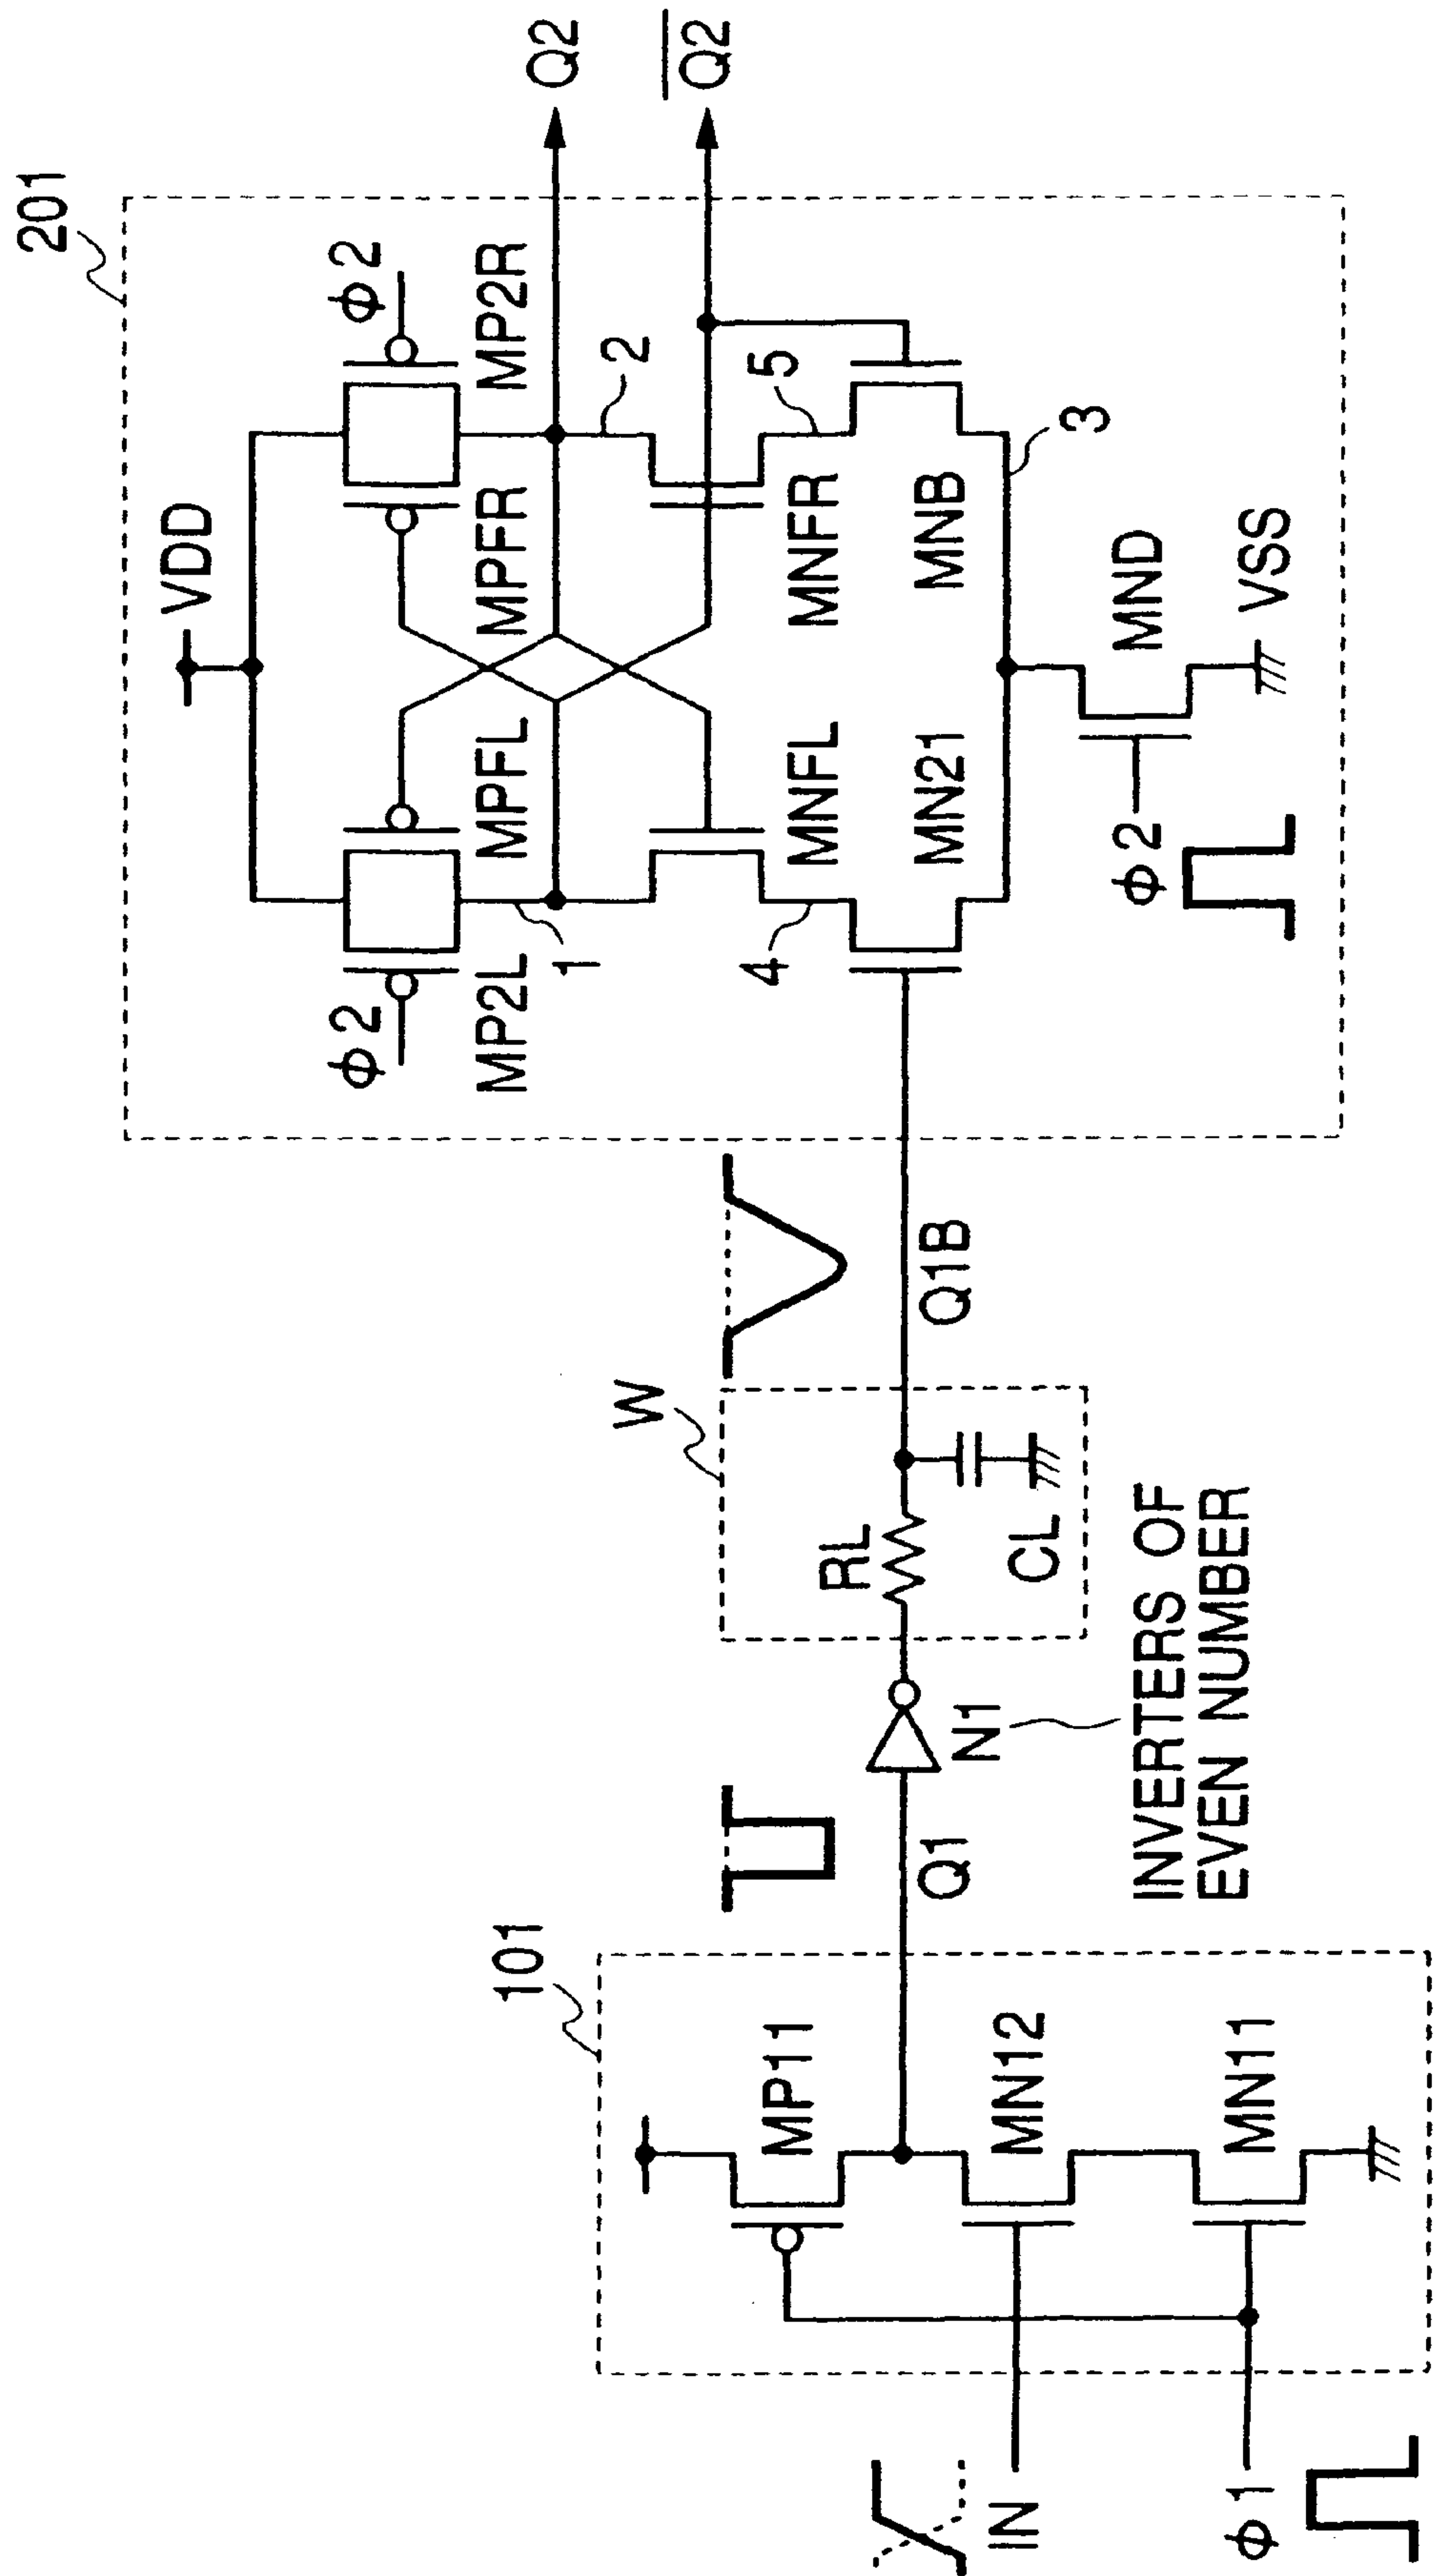 201
VDD
φ2
φ2
MP2L
MPFL
MPFR
MP2R
Q2
Q2
1
2
4
5
MNFL
MNFR
MN21
MNB
3
φ2
MND
VSS
W
RL
CL
Q1B
N1
INVERTERS OF
EVEN NUMBER
Q1
101
MP11
MN12
MN11
IN
φ1